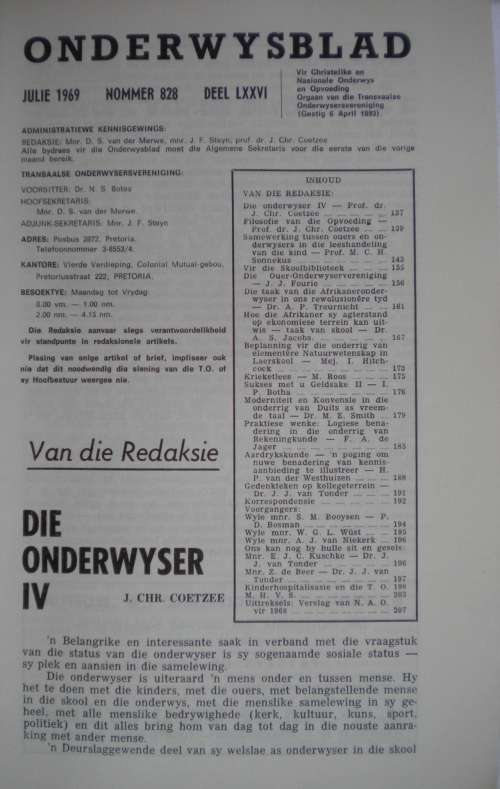 ONDERWYSBLAD
JULIE 1969 NOMMER 828 DEEL LXXVI
Vir Christelike en
Nasionale Onderwys
en Opvoeding
Orgaan van die Transvaalse
Onderwysersvereniging
(Gestig 6 April 1893)
ADMINISTRATIEWE KENNISGEWINGS:
REDAKSIE: Mnr. D. S. van der Merwe, mnr. J. F. Steyn, prof. dr. J. Chr. Coetzee
Alle bydraes vir die Onderwysblad moet die Algemene Sekretaris voor die eerste van die vorige
maand bereik.
TRANSVAALSE ONDERWYSERSVERENIGING:
VOORSITTER: Dr. N. S. Botes
HOOFSEKRETARIS:
Mnr. D. S. van der Merwe.
ADJUNK-SEKRETARIS: Mnr. J. F. Steyn
ADRES: Posbus 2872, Pretoria.
Telefoonnommer 3-6553/4.
KANTORE: Vierde Verdieping, Colonial Mutual-gebou,
Pretoriusstraat 222, PRETORIA.
BESOEKTYE: Maandag tot Vrydag:
8.00 vm. — 1.00 nm.
2.00 nm. — 4.15 nm.
Die Redaksie aanvaar slegs verantwoordelikheid
vir standpunte in redaksionele artikels.
Plasing van enige artikel of brief, impliseer ook
nie dat dit noodwendig die siening van die T.O. of
sy Hoofbestuur weergee nie.
INHOUD
VAN DIE REDAKSIE:
Die onderwyser IV — Prof. dr.
J. Chr. Coetzee 137
Filosofie van die Opvoeding —
Prof. dr. J. Chr. Coetzee 139
Samewerking tussen ouers en on-
derwysers in die leeshandeling
van die kind — Prof. M. C. H.
Sonnekus 143
Vir die Skoolbiblioteek 155
Die Ouer-Onderwyservereniging
— J. J. Fourie 156
Die taak van die Afrikaneronder-
wyser in ons rewolusionêre tyd
— Dr. A. P. Treurnicht 161
Hoe die Afrikaner sy agterstand
op ekonomiese terrein kan uit-
wis — taak van skool — Dr.
A. S. Jacobs. 167
Beplanning vir die onderrig van
elementêre Natuurwetenskap in
Laerskool — Mej. I. Hitch-
cock 173
Krieketleee — M. Roos 175
Sukses met u Geldsake II — I.
P. Botha 176
Moderniteit en Konvensie in die
onderrig van Duits as vreem-
de taal — Dr. M. E. Smith 179
Praktiese wenke: Logiese bena-
dering in die onderrig van
Rekeningkunde — F. A. de
Jager 185
Aardrykskunde — 'n poging om
nuwe benadering van kennis-
aanbieding te illustreer — H.
P. van der Westhuizen 188
Gedenkteken op kollegeterrein —
Dr. J. J. van Tonder 191
Korrespondensie 192
Voorgangers:
Wyle mnr. S. M. Booysen — P.
D. Bosman 194
Wyle mnr. W. G. L. Wüst 195
Wyle mnr. A. J. van Niekerk 196
Ons kan nog by hulle sit en gesels:
Mnr. E. J. C. Kuschke — Dr. J.
J. van Tonder 196
Mnr. Z. de Beer — Dr. J. J. van
Tonder 197
Kinderhospitalisasie en die T.O. 198
M. H. V. S. 203
Uittreksels: Verslag van N. A. O.
vir 1968 207
Van die Redaksie
DIE
ONDERWYSER
IV
J. CHR. COETZEE
'n Belangrike en interessante saak in verband met die vraagstuk
van die status van die onderwyser is sy sogenaamde sosiale status —
sy plek en aansien in die samelewing.
Die onderwyser is uiteraard 'n mens onder en tussen mense. Hy
het te doen met die kinders, met die ouers, met belangstellende mense
in die skool en die onderwys, met die menslike samelewing in sy ge-
heel, met alle menslike bedrywighede (kerk, kultuur, kuns, sport,
politiek) en dit alles bring hom van dag tot dag in die nouste aanra-
king met ander mense.
'n Deurslaggewende deel van sy welslae as onderwyser in die skool